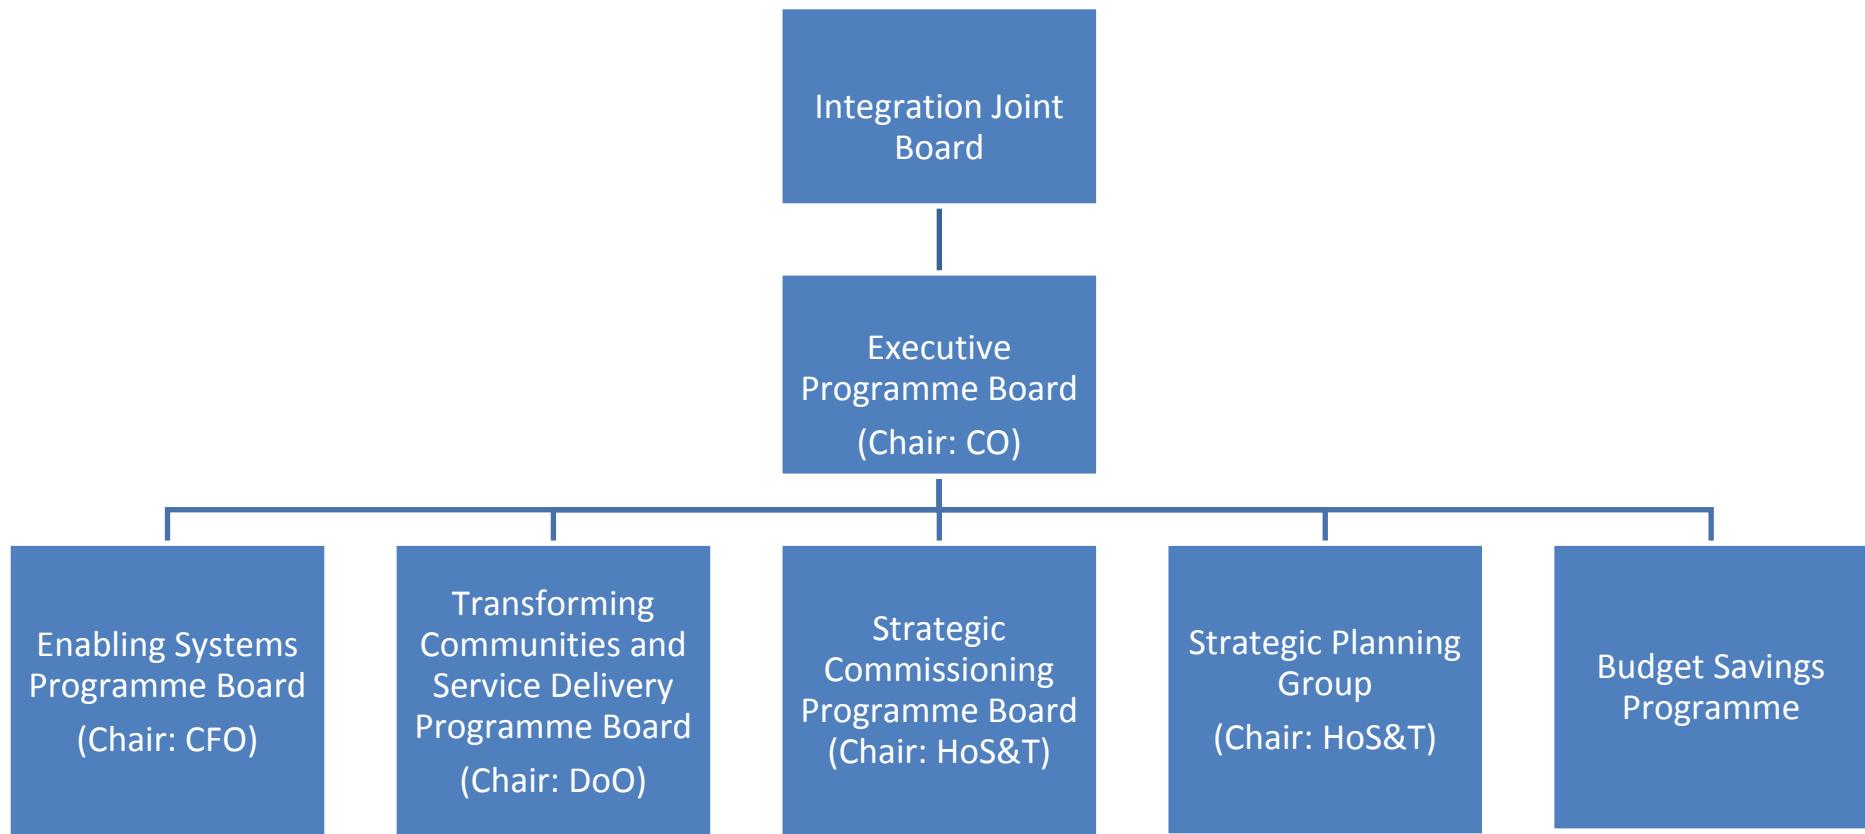 Integration Joint
Board
Executive
Programme Board
(Chair: CO)
Enabling Systems
Programme Board
(Chair: CFO)
Transforming
Communities and
Service Delivery
Programme Board
(Chair: DoO)
Strategic
Commissioning
Programme Board
(Chair: HoS&T)
Strategic Planning
Group
(Chair: HoS&T)
Budget Savings
Programme